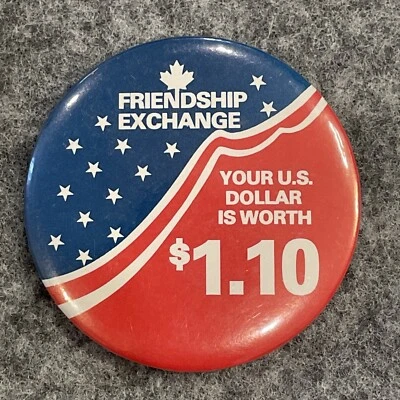 FRIENDSHIP
EXCHANGE
YOUR U.S.
DOLLAR
IS WORTH
$1.10